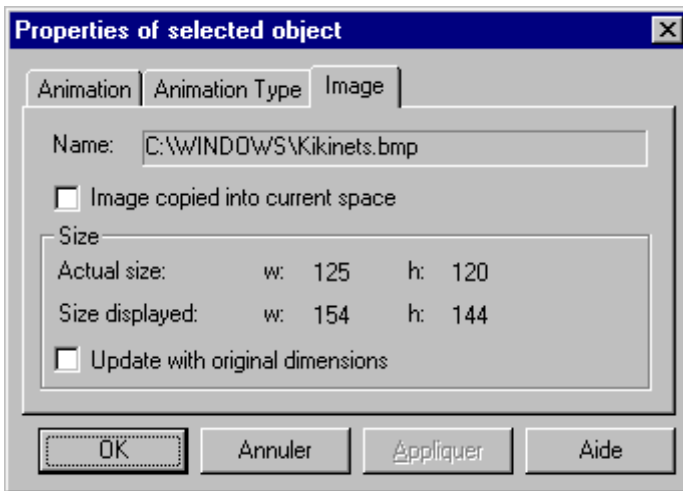 Properties of selected object
Animation Animation Type Image
Name: C:\WINDOWS\Kikinets.bmp
Image copied into current space
Size
Actual size: w: 125 h: 120
Size displayed: w: 154 h: 144
Update with original dimensions
OK Annuler Appliquer Aide